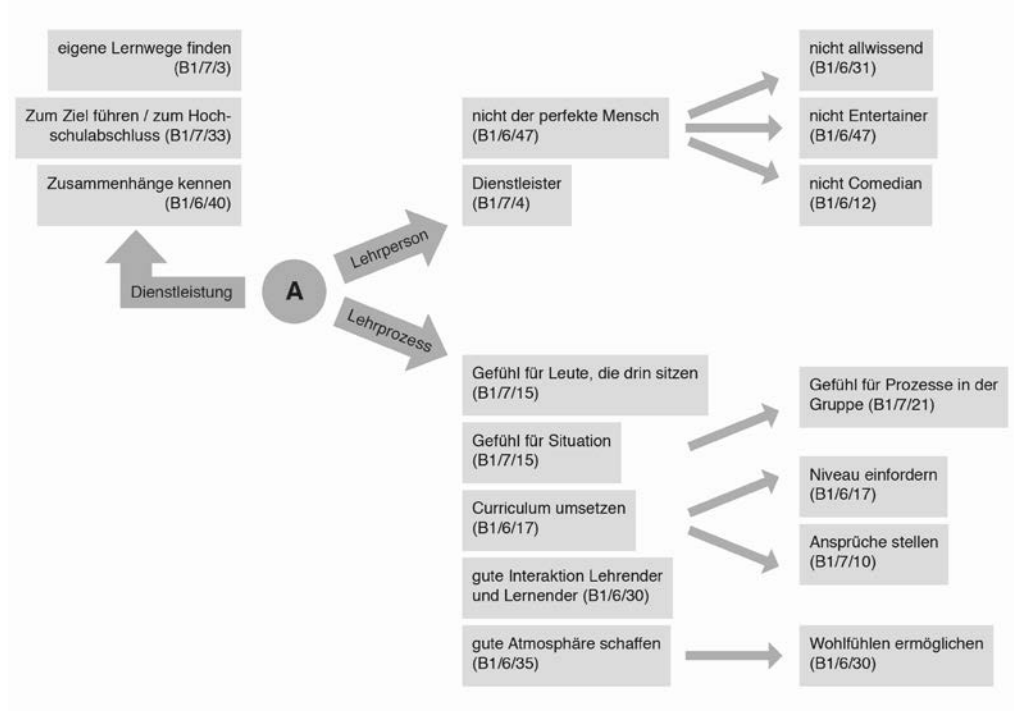 eigene Lernwege finden
(B1/7/3)
Zum Ziel führen / zum Hoch-
schulabschluss (B1/7/33)
Zusammenhänge kennen
(B1/6/40)
Dienstleistung
A
Lehrperson
Lehrprozess
nicht der perfekte Mensch
(B1/6/47)
Dienstleister
(B1/7/4)
nicht allwissend
(B1/6/31)
nicht Entertainer
(B1/6/47)
nicht Comedian
(B1/6/12)
Gefühl für Leute, die drin sitzen
(B1/7/15)
Gefühl für Situation
(B1/7/15)
Curriculum umsetzen
(B1/6/17)
gute Interaktion Lehrender
und Lernender (B1/6/30)
gute Atmosphäre schaffen
(B1/6/35)
Gefühl für Prozesse in der
Gruppe (B1/7/21)
Niveau einfordern
(B1/6/17)
Ansprüche stellen
(B1/7/10)
Wohlfühlen ermöglichen
(B1/6/30)